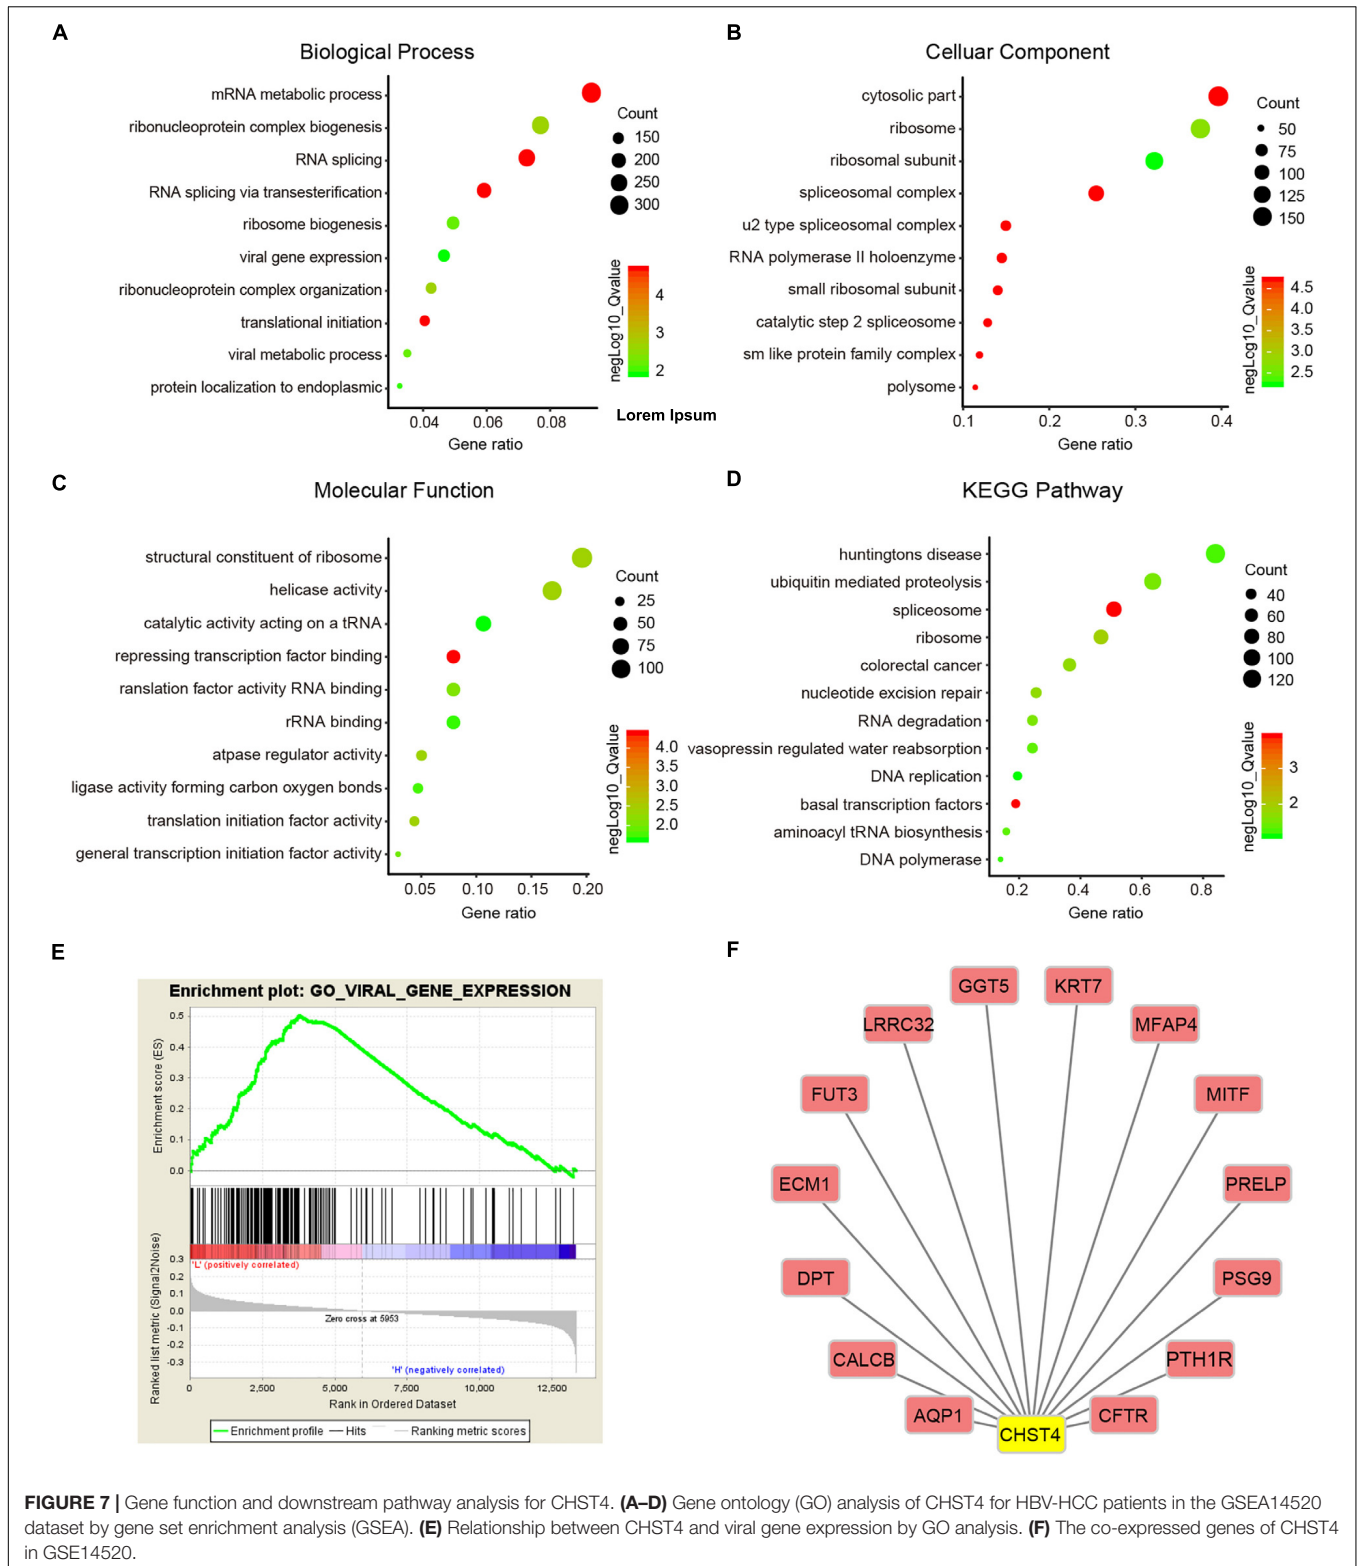 A
Biological Process
mRNA metabolic process
ribonucleoprotein complex biogenesis
RNA splicing
RNA splicing via transesterification
ribosome biogenesis
viral gene expression
ribonucleoprotein complex organization
translational initiation
viral metabolic process
protein localization to endoplasmic
0.04 0.06 0.08
Gene ratio
Count
150
200
250
300
negLog10_Qvalue
4
3
2
Lorem Ipsum
B
Celluar Component
cytosolic part
ribosome
ribosomal subunit
spliceosomal complex
u2 type spliceosomal complex
RNA polymerase II holoenzyme
small ribosomal subunit
catalytic step 2 spliceosome
sm like protein family complex
polysome
0.1 0.2 0.3 0.4
Gene ratio
Count
50
75
100
125
150
negLog10_Qvalue
4.5
4.0
3.5
3.0
2.5
C
Molecular Function
structural constituent of ribosome
helicase activity
catalytic activity acting on a tRNA
repressing transcription factor binding
ranslation factor activity RNA binding
rRNA binding
atpase regulator activity
ligase activity forming carbon oxygen bonds
translation initiation factor activity
general transcription initiation factor activity
0.05 0.10 0.15 0.20
Gene ratio
Count
25
50
75
100
negLog10_Qvalue
4.0
3.5
3.0
2.5
2.0
D
KEGG Pathway
huntingtons disease
ubiquitin mediated proteolysis
spliceosome
ribosome
colorectal cancer
nucleotide excision repair
RNA degradation
vasopressin regulated water reabsorption
DNA replication
basal transcription factors
aminoacyl tRNA biosynthesis
DNA polymerase
0.2 0.4 0.6 0.8
Gene ratio
Count
40
60
80
100
120
negLog10_Qvalue
3
2
E
Enrichment plot: GO_VIRAL_GENE_EXPRESSION
Enrichment score (ES)
0.5
0.4
0.3
0.2
0.1
0.0
Ranked list metric (Signal2Noise)
0.3
0.2
0.1
0.0
-0.1
-0.2
-0.3
'L' (positively correlated)
Zero cross at 5953
'H' (negatively correlated)
0 2,500 5,000 7,500 10,000 12,500
Rank in Ordered Dataset
Enrichment profile Hits Ranking metric scores
F
GGT5
KRT7
LRRC32
MFAP4
FUT3
MITF
ECM1
PRELP
DPT
PSG9
CALCB
PTH1R
AQP1
CFTR
CHST4
FIGURE 7 | Gene function and downstream pathway analysis for CHST4. (A–D) Gene ontology (GO) analysis of CHST4 for HBV-HCC patients in the GSEA14520
dataset by gene set enrichment analysis (GSEA). (E) Relationship between CHST4 and viral gene expression by GO analysis. (F) The co-expressed genes of CHST4
in GSE14520.